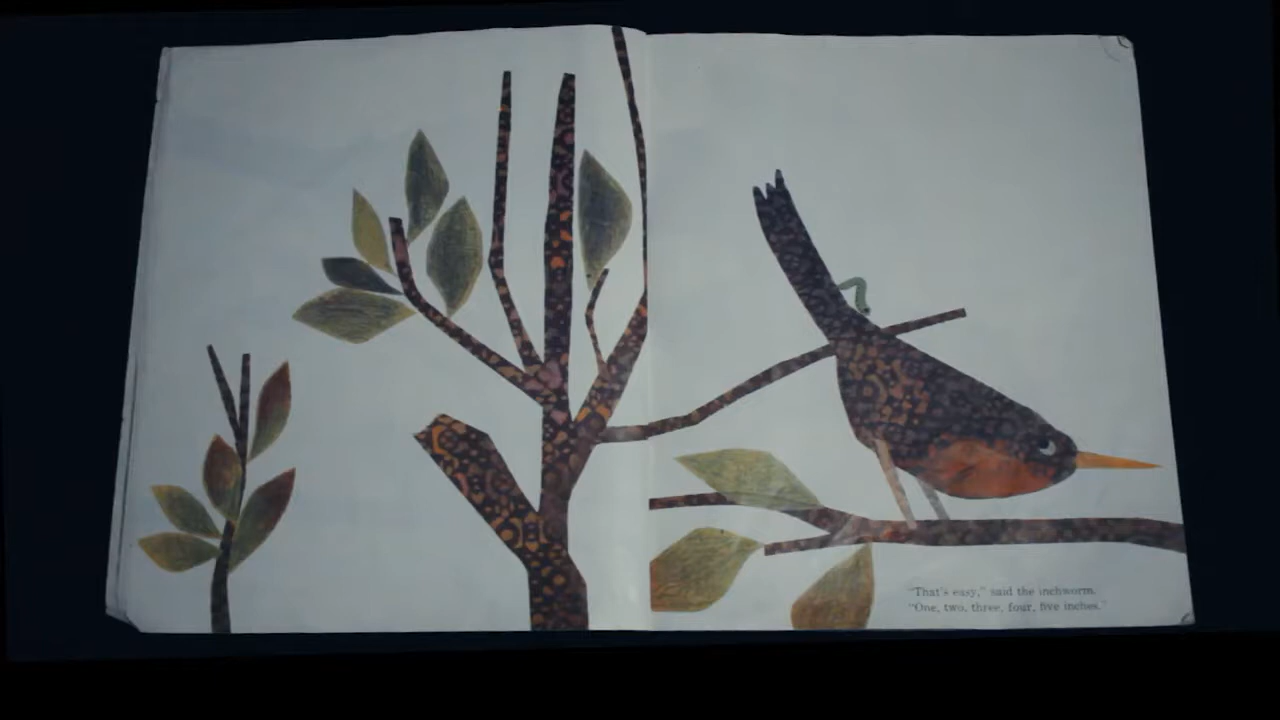 "That's easy," said the inchworm.
"One, two, three, four, five inches."